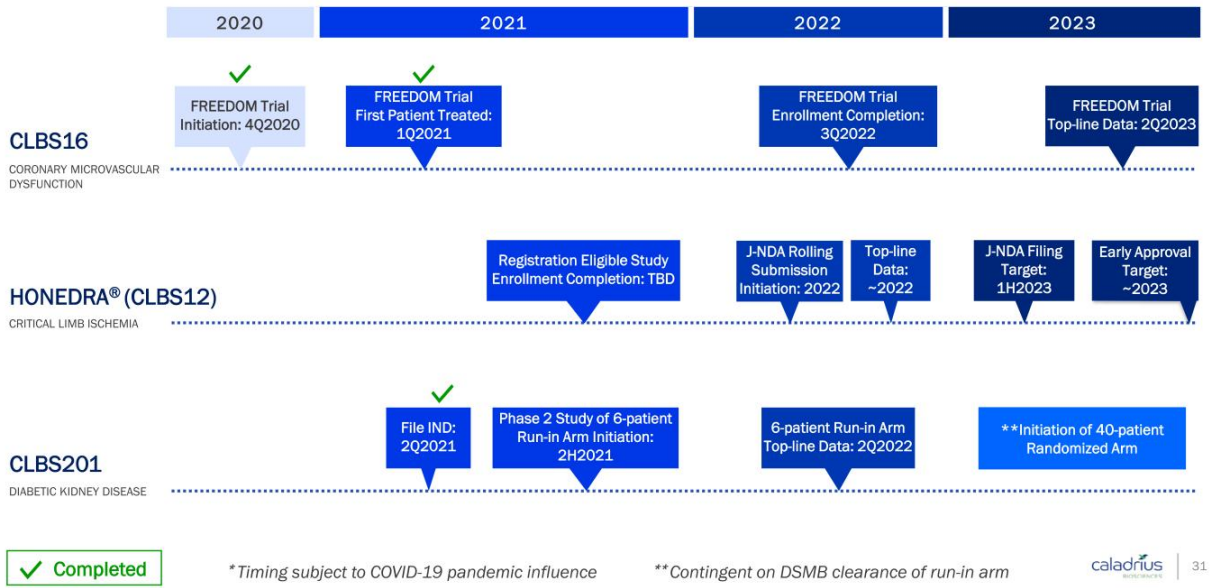 2020
2021
2022
2023
CLBS16
CORONARY MICROVASCULAR
DYSFUNCTION
FREEDOM Trial
Initiation: 4Q2020
FREEDOM Trial
First Patient Treated:
1Q2021
FREEDOM Trial
Enrollment Completion:
3Q2022
FREEDOM Trial
Top-line Data: 2Q2023
HONEDRA® (CLBS12)
CRITICAL LIMB ISCHEMIA
Registration Eligible Study
Enrollment Completion: TBD
J-NDA Rolling
Submission
Initiation: 2022
Top-line
Data:
~2022
J-NDA Filing
Target:
1H2023
Early Approval
Target:
~2023
CLBS201
DIABETIC KIDNEY DISEASE
File IND:
2Q2021
Phase 2 Study of 6-patient
Run-in Arm Initiation:
2H2021
6-patient Run-in Arm
Top-line Data: 2Q2022
**Initiation of 40-patient
Randomized Arm
Completed
*Timing subject to COVID-19 pandemic influence
**Contingent on DSMB clearance of run-in arm
caladrius
BIOSCIENCES
31